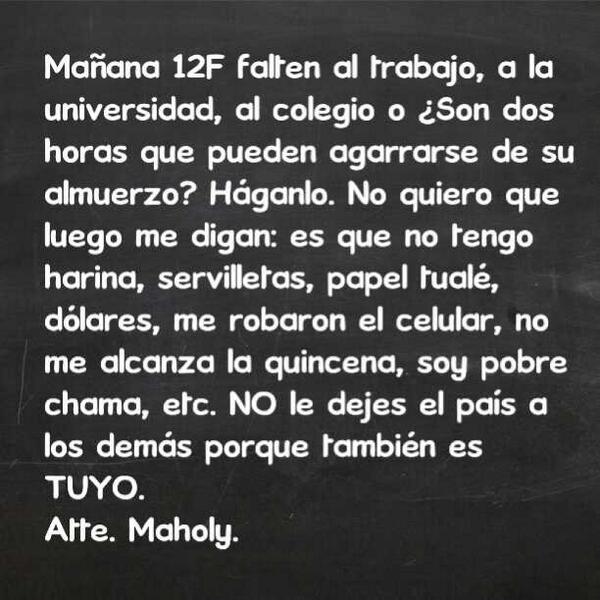 Mañana 12F falten al trabajo, a la
universidad, al colegio o ¿Son dos
horas que pueden agarrarse de su
almuerzo? Háganlo. No quiero que
luego me digan: es que no tengo
harina, servilletas, papel tualé,
dólares, me robaron el celular, no
me alcanza la quincena, soy pobre
chama, etc. NO le dejes el país a
los demás porque también es
TUYO.
Atte. Maholy.